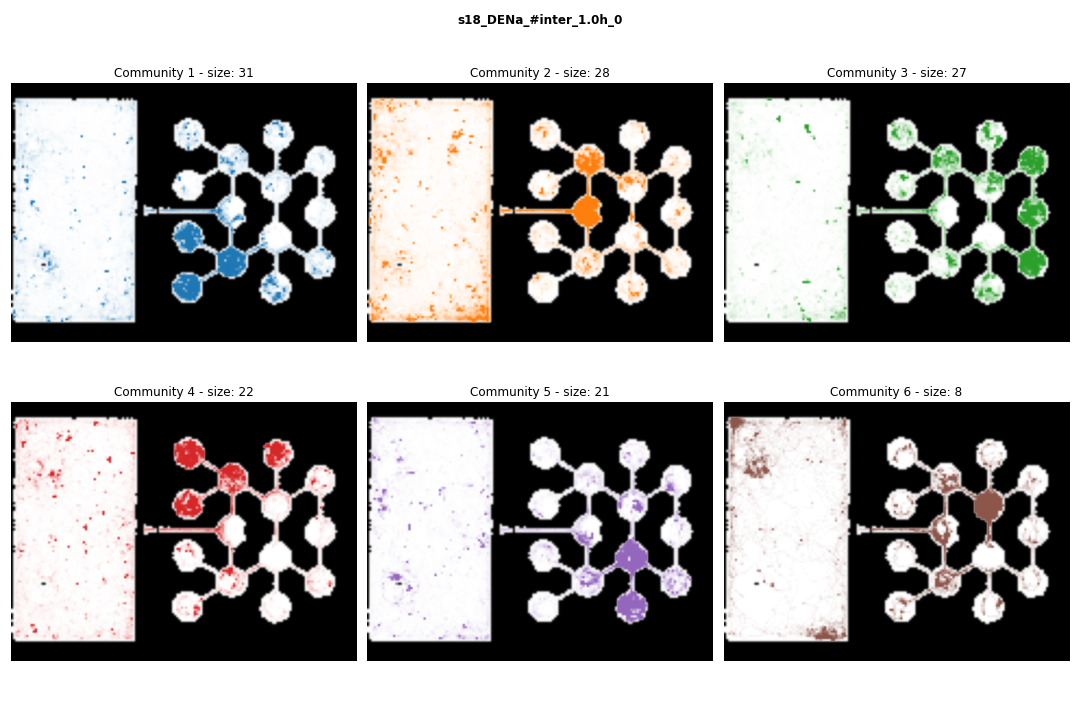 s18_DENa_#inter_1.0h_0
Community 1 - size: 31
Community 2 - size: 28
Community 3 - size: 27
Community 4 - size: 22
Community 5 - size: 21
Community 6 - size: 8